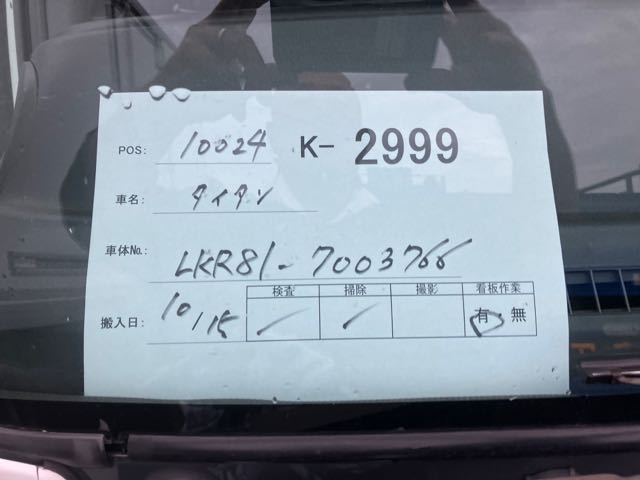 POS: 10024 K- 2999
車名: タイタン
車体No.: LKR81-7003766
検査 掃除 撮影 看板作業
搬入日: 10/15 有・無